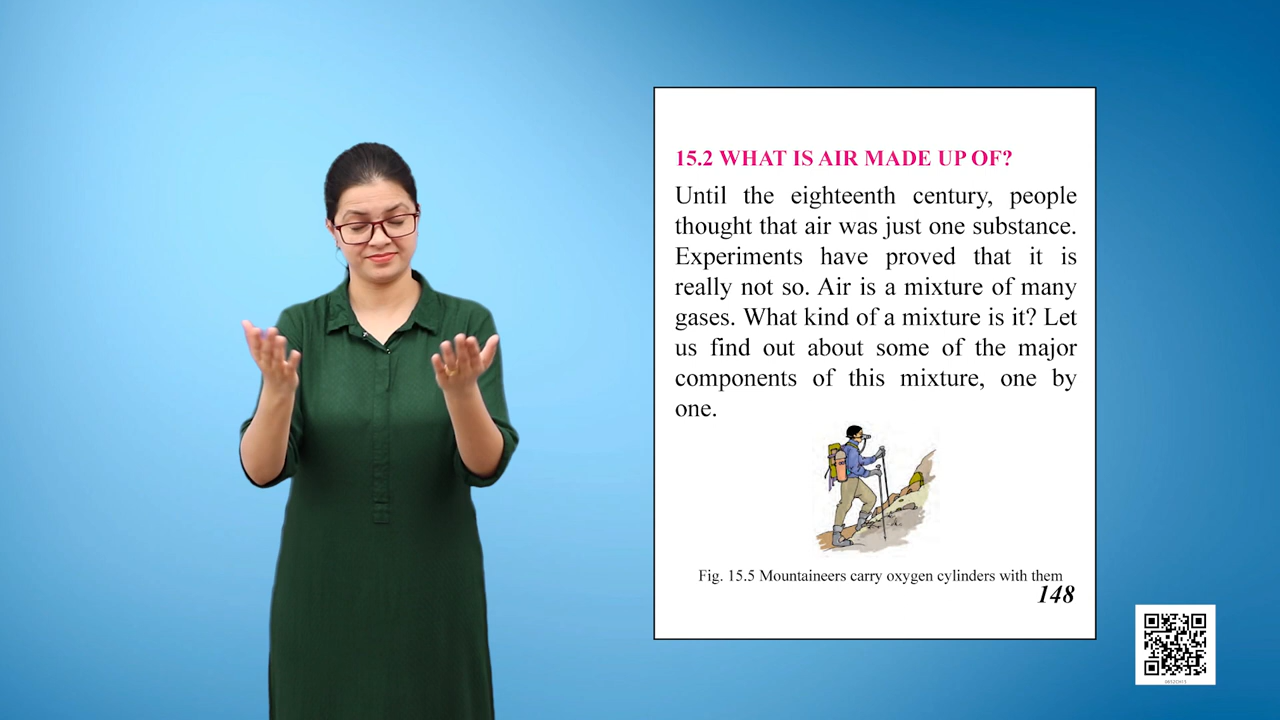 15.2 WHAT IS AIR MADE UP OF?
Until the eighteenth century, people
thought that air was just one substance.
Experiments have proved that it is
really not so. Air is a mixture of many
gases. What kind of a mixture is it? Let
us find out about some of the major
components of this mixture, one by
one.
Fig. 15.5 Mountaineers carry oxygen cylinders with them
148